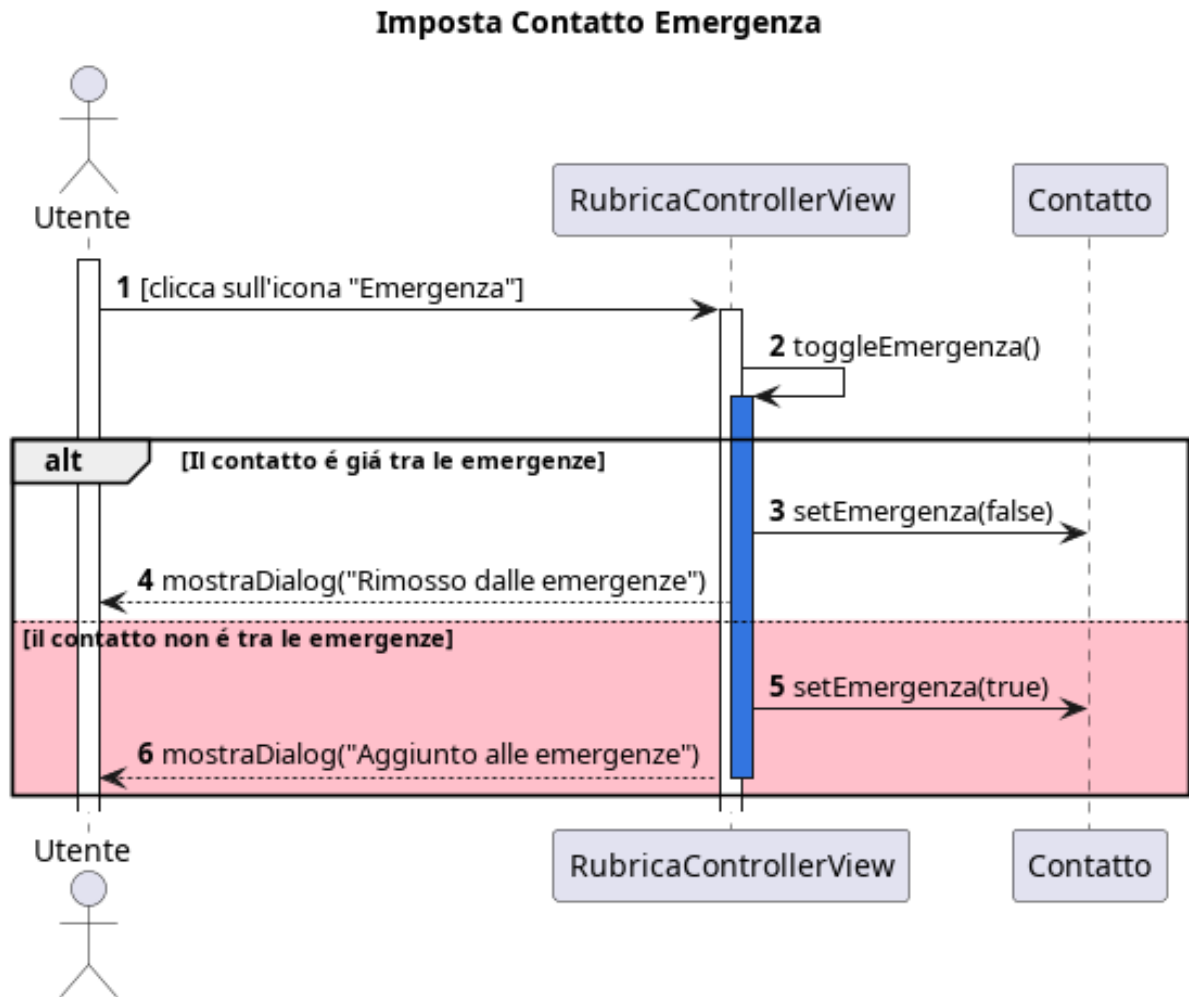 Imposta Contatto Emergenza
Utente
RubricaControllerView
Contatto
1 [clicca sull'icona "Emergenza"]
2 toggleEmergenza()
alt [Il contatto é giá tra le emergenze]
3 setEmergenza(false)
4 mostraDialog("Rimosso dalle emergenze")
[il contatto non é tra le emergenze]
5 setEmergenza(true)
6 mostraDialog("Aggiunto alle emergenze")
Utente
RubricaControllerView
Contatto